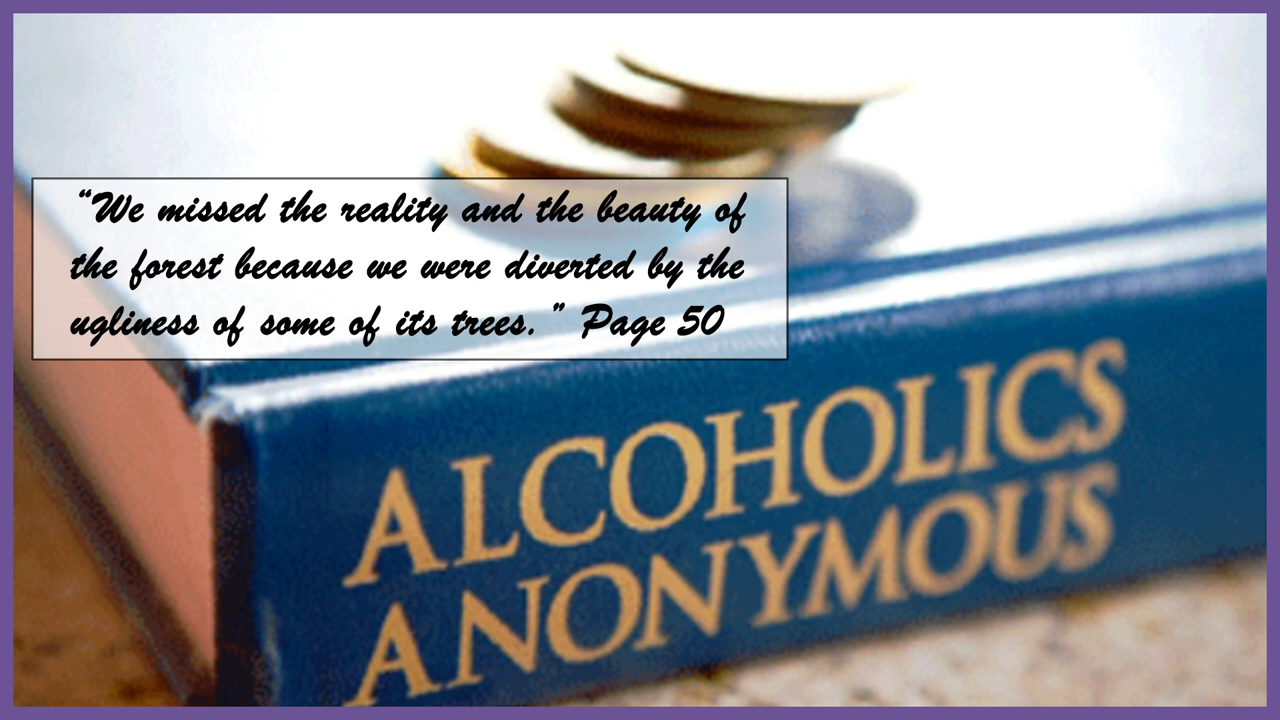 “We missed the reality and the beauty of
the forest because we were diverted by the
ugliness of some of its trees.” Page 50
ALCOHOLICS
ANONYMOUS